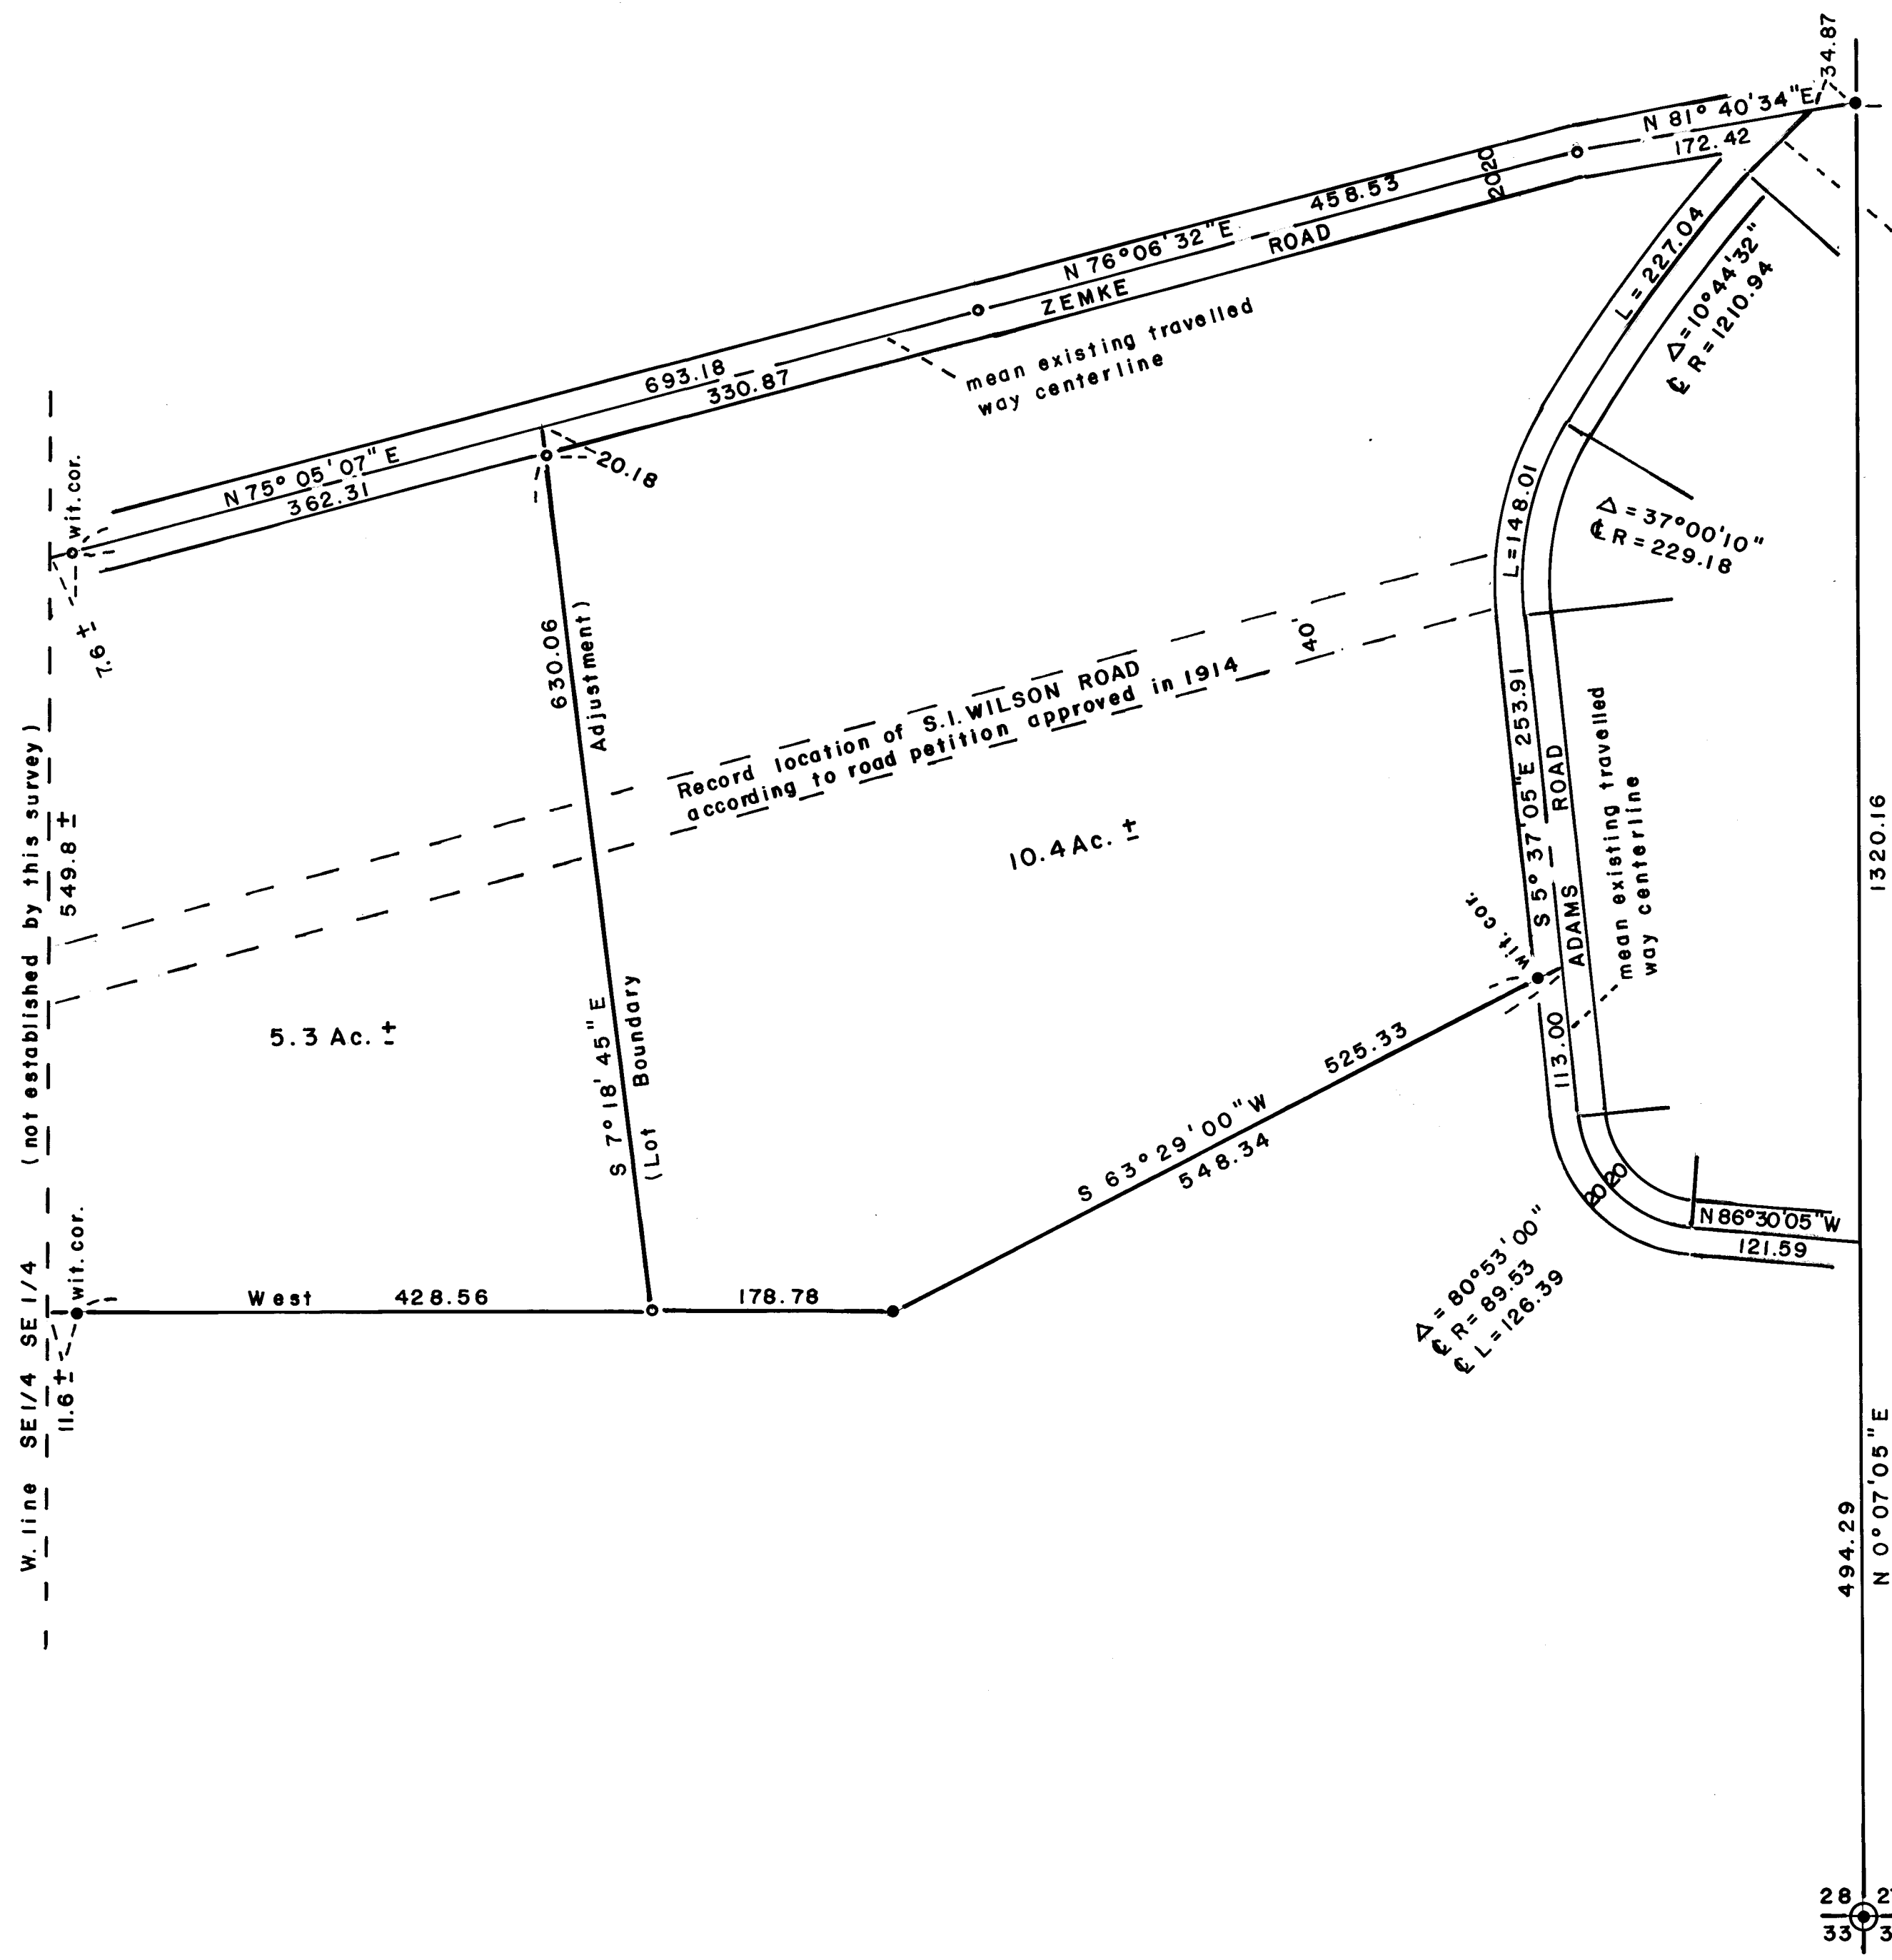 34.87
N 81° 40' 34" E
172.42
2020
458.53
N 76° 06' 32" E
ZEMKE ROAD
mean existing travelled
way centerline
693.18
330.87
20.18
N 75° 05' 07" E
362.31
wit. cor.
7.6 ±
L = 227.04
Δ = 10° 44' 32"
℄ R = 1210.94
L = 148.01
Δ = 37° 00' 10"
℄ R = 229.18
630.06
Adjustment)
S 7° 18' 45" E
(Lot Boundary
Record location of S.I. WILSON ROAD
according to road petition approved in 1914
40'
10.4 Ac. ±
5.3 Ac. ±
S 5° 37' 05" E 253.91
ADAMS ROAD
mean existing travelled
way centerline
wit. cor.
113.00
1320.16
W. line SE 1/4 SE 1/4 (not established by this survey)
549.8 ±
525.33
S 63° 29' 00" W
548.34
20 20
N 86° 30' 05" W
121.59
Δ = 80° 53' 00"
℄ R = 89.53
℄ L = 126.39
wit. cor.
11.6 ±
West 428.56
178.78
494.29
N 0° 07' 05" E
28
33